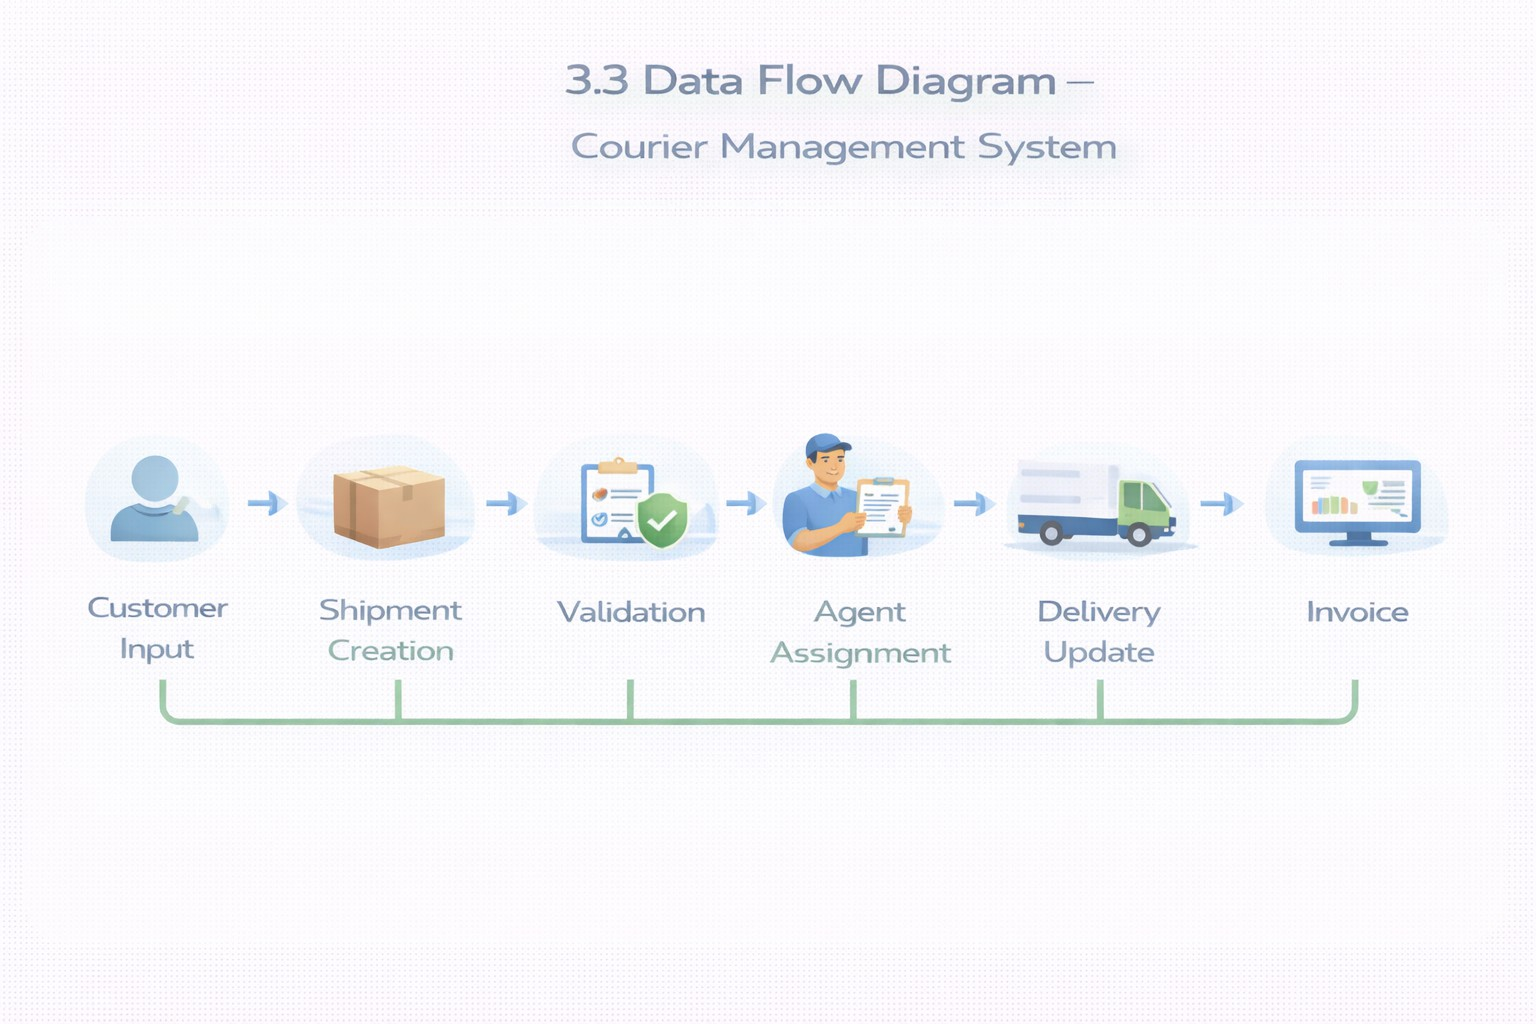 3.3 Data Flow Diagram –
Courier Management System
Customer
Input
Shipment
Creation
Validation
Agent
Assignment
Delivery
Update
Invoice